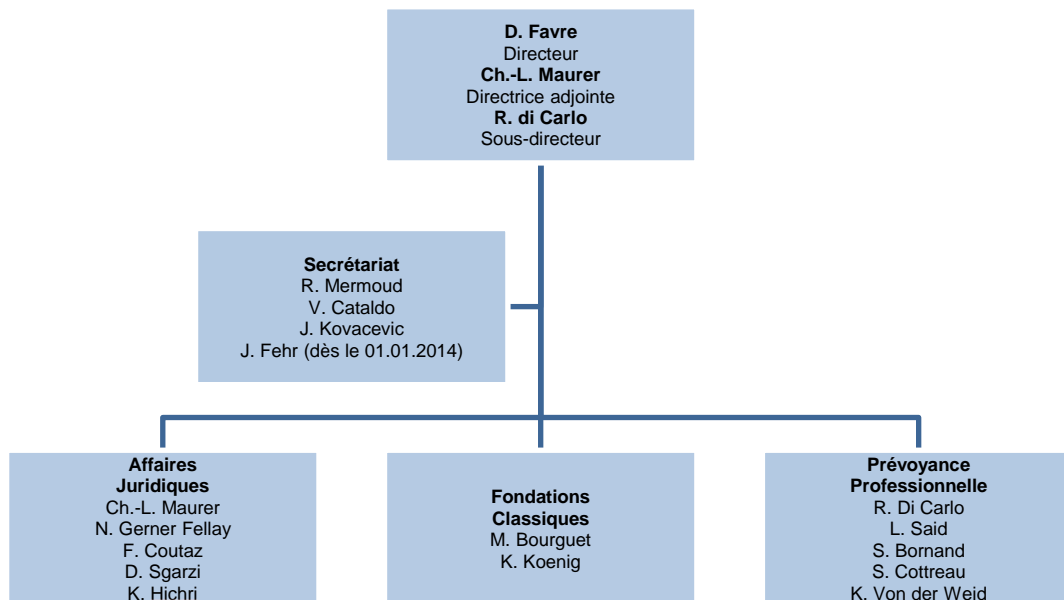 D. Favre
Directeur
Ch.-L. Maurer
Directrice adjointe
R. di Carlo
Sous-directeur
Secrétariat
R. Mermoud
V. Cataldo
J. Kovacevic
J. Fehr (dès le 01.01.2014)
Affaires
Juridiques
Ch.-L. Maurer
N. Gerner Fellay
F. Coutaz
D. Sgarzi
K. Hichri
Fondations
Classiques
M. Bourguet
K. Koenig
Prévoyance
Professionnelle
R. Di Carlo
L. Said
S. Bornand
S. Cottreau
K. Von der Weid